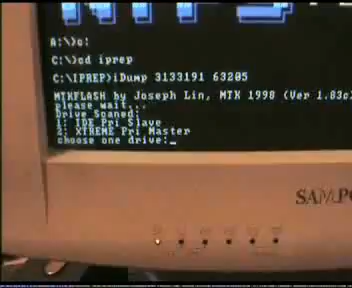 A:\>c:
C:\>cd iprep
C:\IPREP>iDump 3133191 63205
MTKFLASH by Joseph Lin, MTK 1998 (Ver 1.83c)
please wait...
Drive Scaned:
1: IDE Pri Slave
2: XTREME Pri Master
choose one drive:_
SAMPO